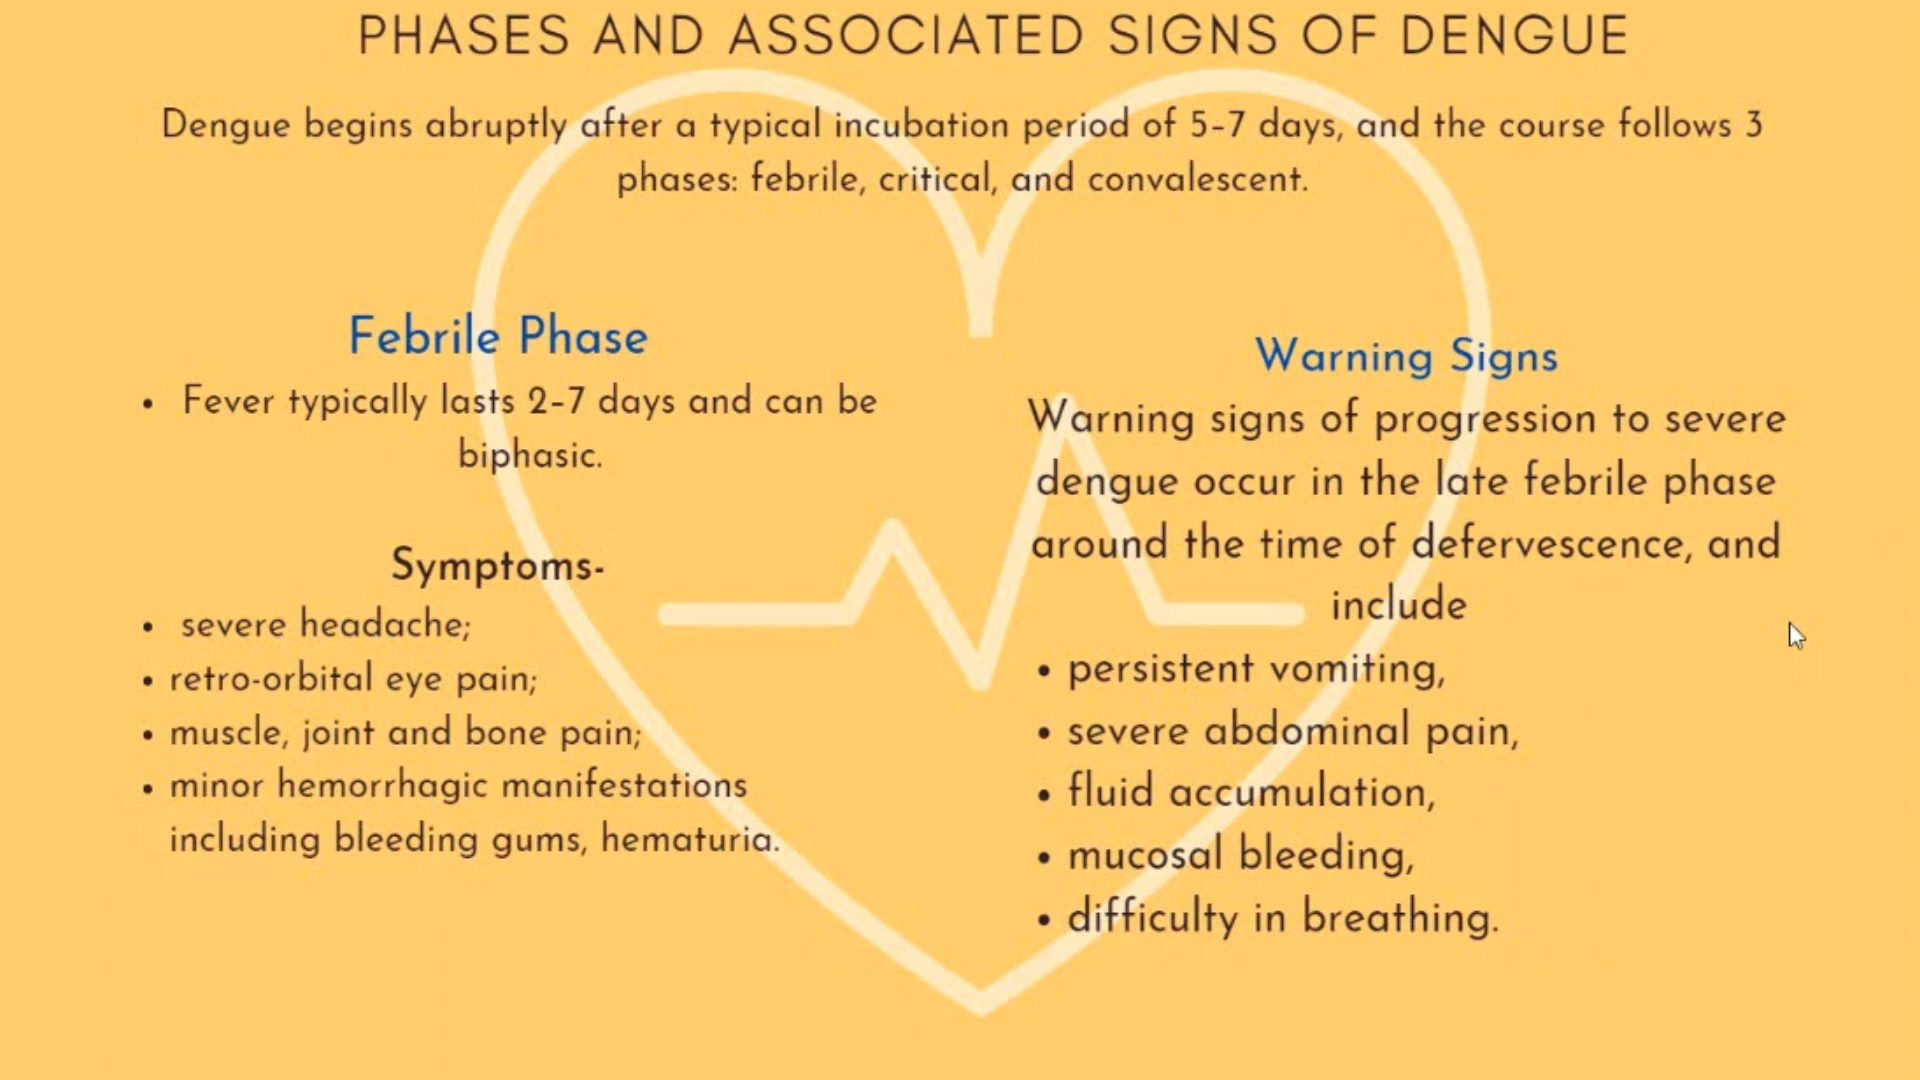 PHASES AND ASSOCIATED SIGNS OF DENGUE
Dengue begins abruptly after a typical incubation period of 5-7 days, and the course follows 3
phases: febrile, critical, and convalescent.
Febrile Phase
• Fever typically lasts 2-7 days and can be
biphasic.
Symptoms-
• severe headache;
• retro-orbital eye pain;
• muscle, joint and bone pain;
• minor hemorrhagic manifestations
including bleeding gums, hematuria.
Warning Signs
Warning signs of progression to severe
dengue occur in the late febrile phase
around the time of defervescence, and
include
• persistent vomiting,
• severe abdominal pain,
• fluid accumulation,
• mucosal bleeding,
• difficulty in breathing.